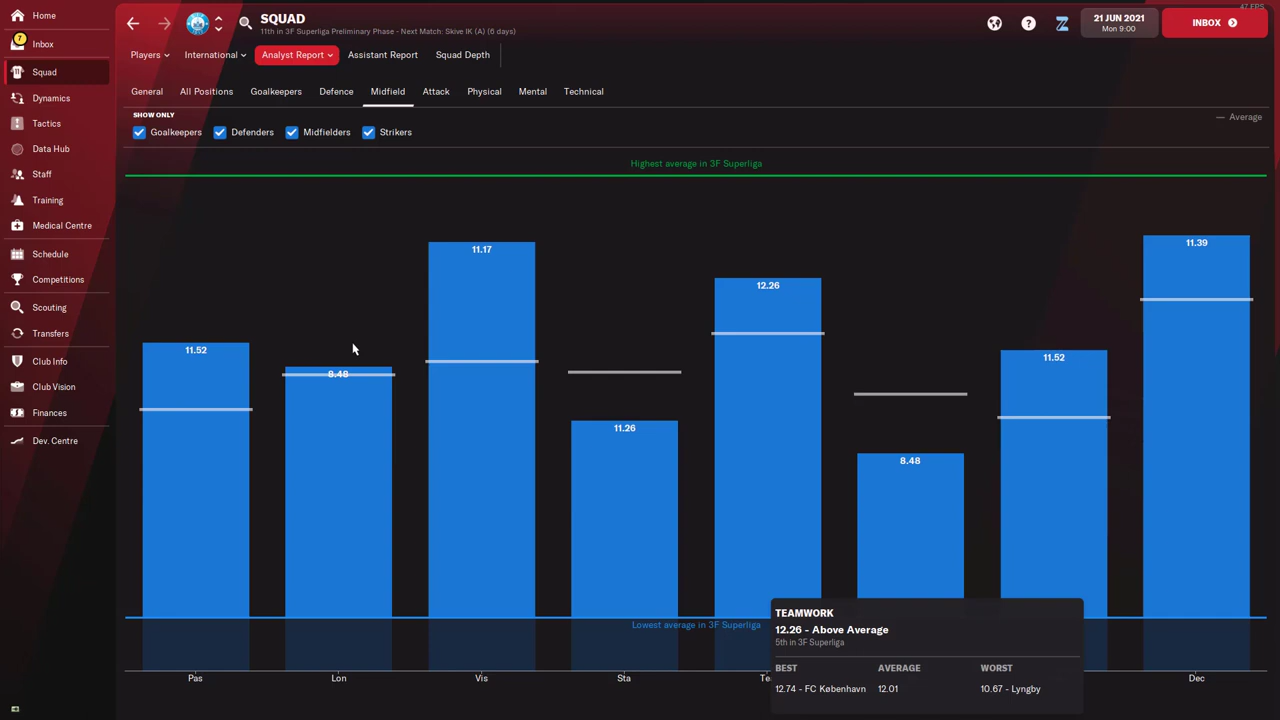 47 FPS
Home
7
Inbox
Squad
Dynamics
Tactics
Data Hub
Staff
Training
Medical Centre
Schedule
Competitions
Scouting
Transfers
Club Info
Club Vision
Finances
Dev. Centre
SQUAD
11th in 3F Superliga Preliminary Phase - Next Match: Skive IK (A) (6 days)
21 JUN 2021
Mon 9:00
INBOX
Players
International
Analyst Report
Assistant Report
Squad Depth
General
All Positions
Goalkeepers
Defence
Midfield
Attack
Physical
Mental
Technical
SHOW ONLY
Goalkeepers
Defenders
Midfielders
Strikers
Average
Highest average in 3F Superliga
11.52
8.48
11.17
11.26
12.26
8.48
11.52
11.39
Lowest average in 3F Superliga
Pas
Lon
Vis
Sta
Dec
TEAMWORK
12.26 - Above Average
5th in 3F Superliga
BEST AVERAGE WORST
12.74 - FC København 12.01 10.67 - Lyngby